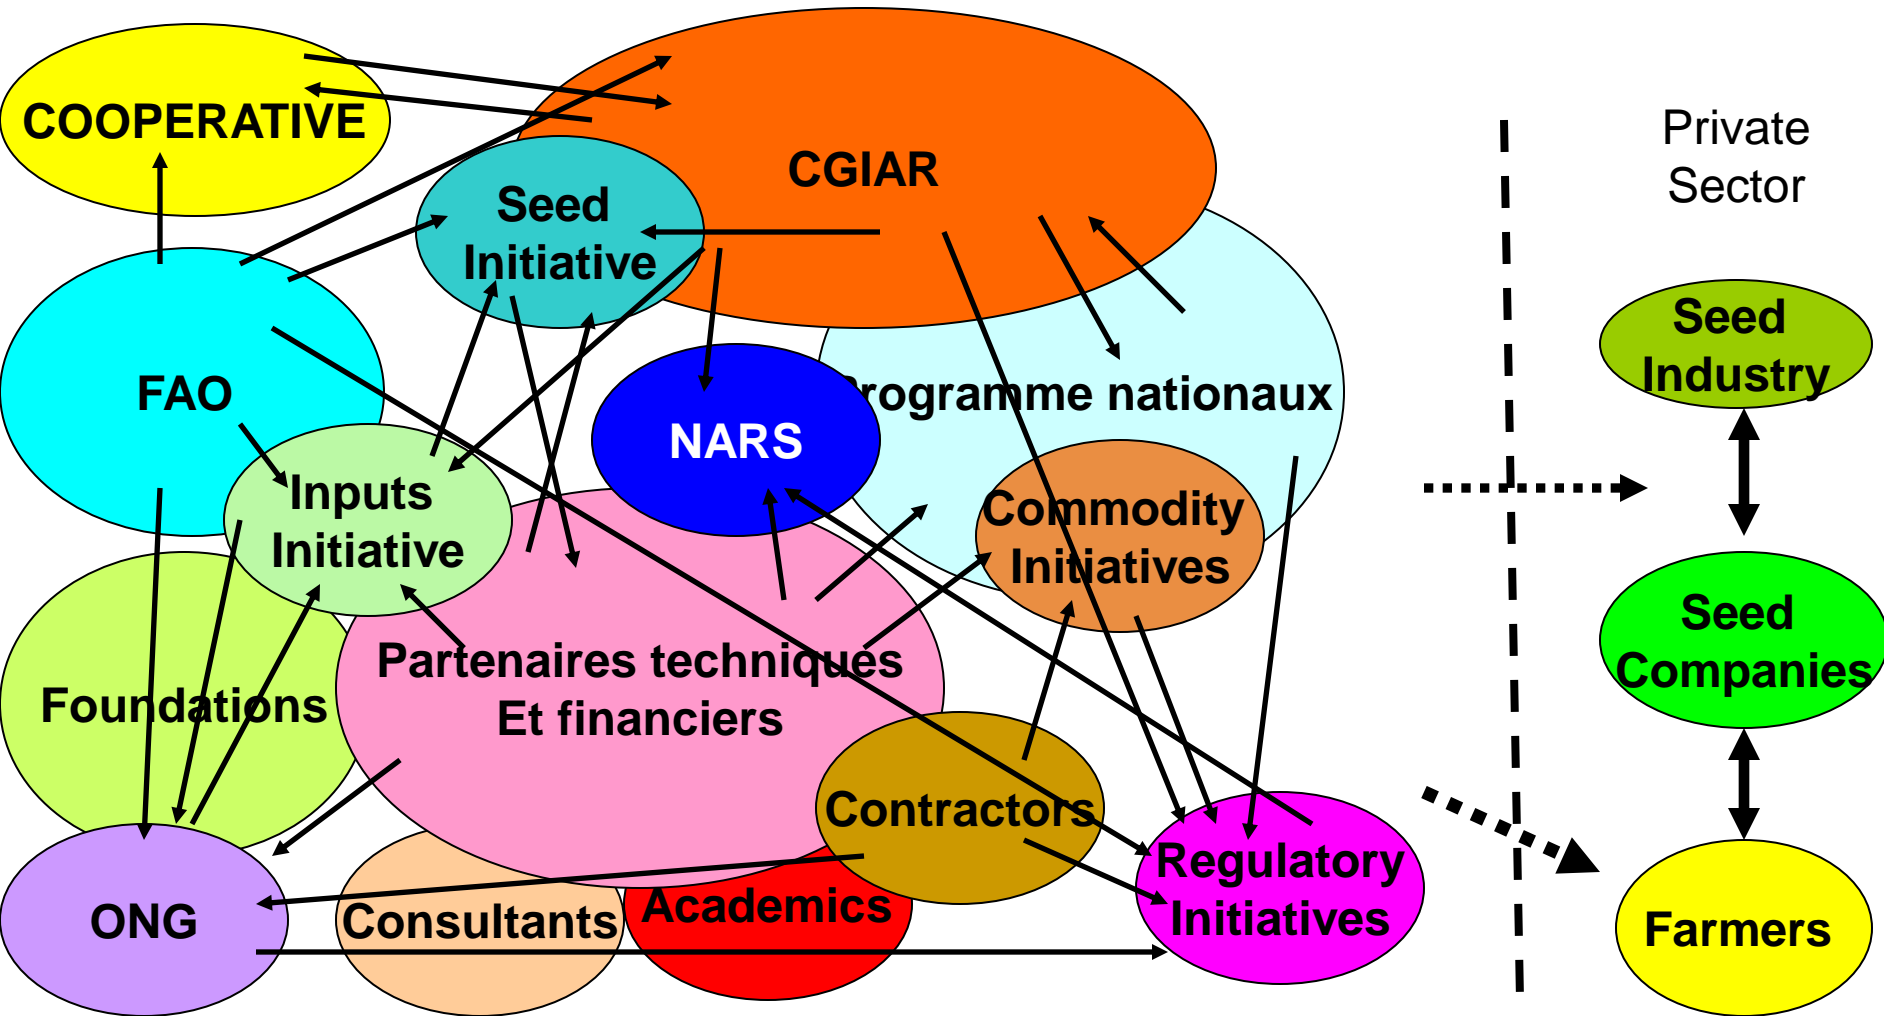 COOPERATIVE
CGIAR
Private
Sector
Seed
Initiative
Seed
Industry
FAO
Programme nationaux
NARS
Inputs
Initiative
Commodity
Initiatives
Seed
Companies
Partenaires techniques
Et financiers
Foundations
Contractors
Regulatory
Initiatives
ONG
Consultants
Academics
Farmers